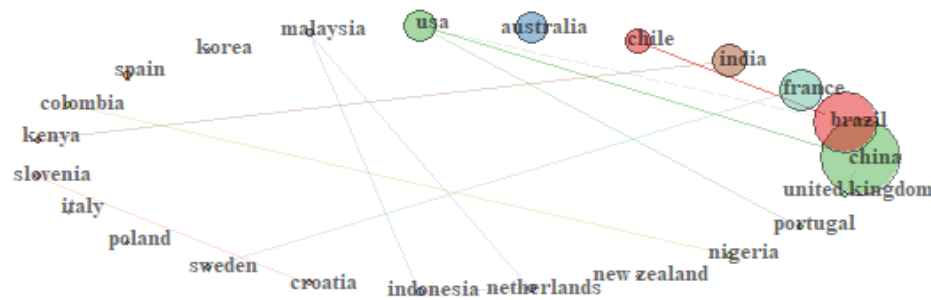 usa
australia
malaysia
chile
korea
india
spain
france
colombia
brazil
kenya
china
slovenia
united kingdom
italy
portugal
poland
nigeria
sweden
new zealand
croatia
indonesia
netherlands